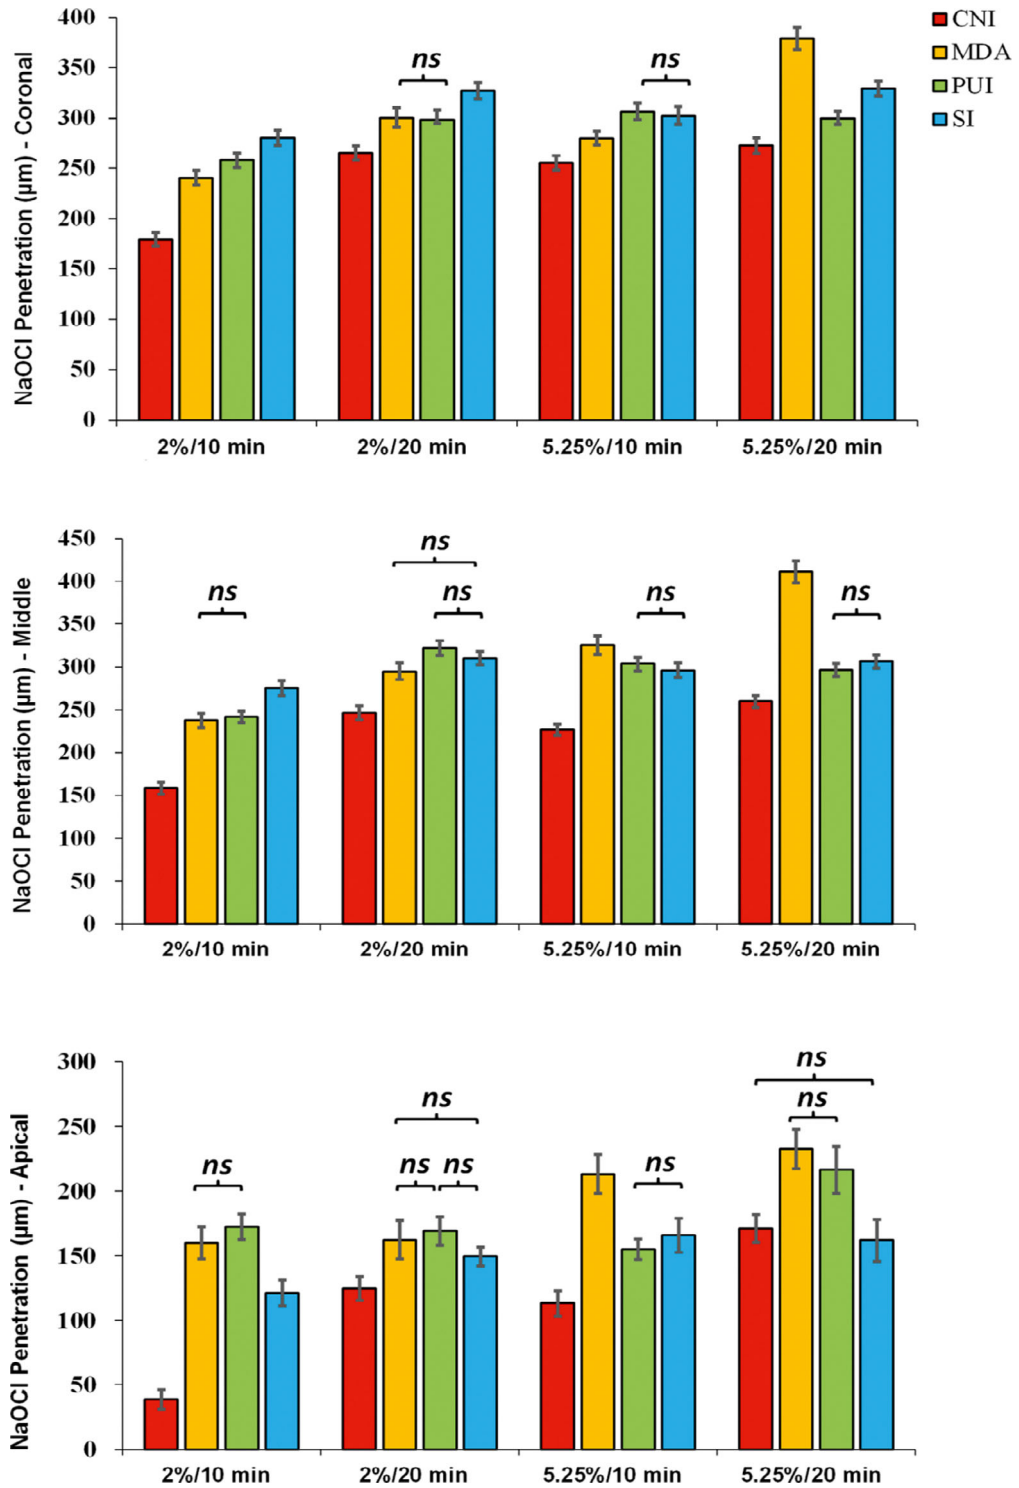 CNI
MDA
PUI
SI
NaOCl Penetration (µm) - Coronal
400
350
300
250
200
150
100
50
0
ns
ns
2%/10 min
2%/20 min
5.25%/10 min
5.25%/20 min
NaOCl Penetration (µm) - Middle
450
400
350
300
250
200
150
100
50
0
ns
ns
ns
ns
ns
2%/10 min
2%/20 min
5.25%/10 min
5.25%/20 min
NaOCl Penetration (µm) - Apical
300
250
200
150
100
50
0
ns
ns
ns
ns
ns
ns
ns
2%/10 min
2%/20 min
5.25%/10 min
5.25%/20 min